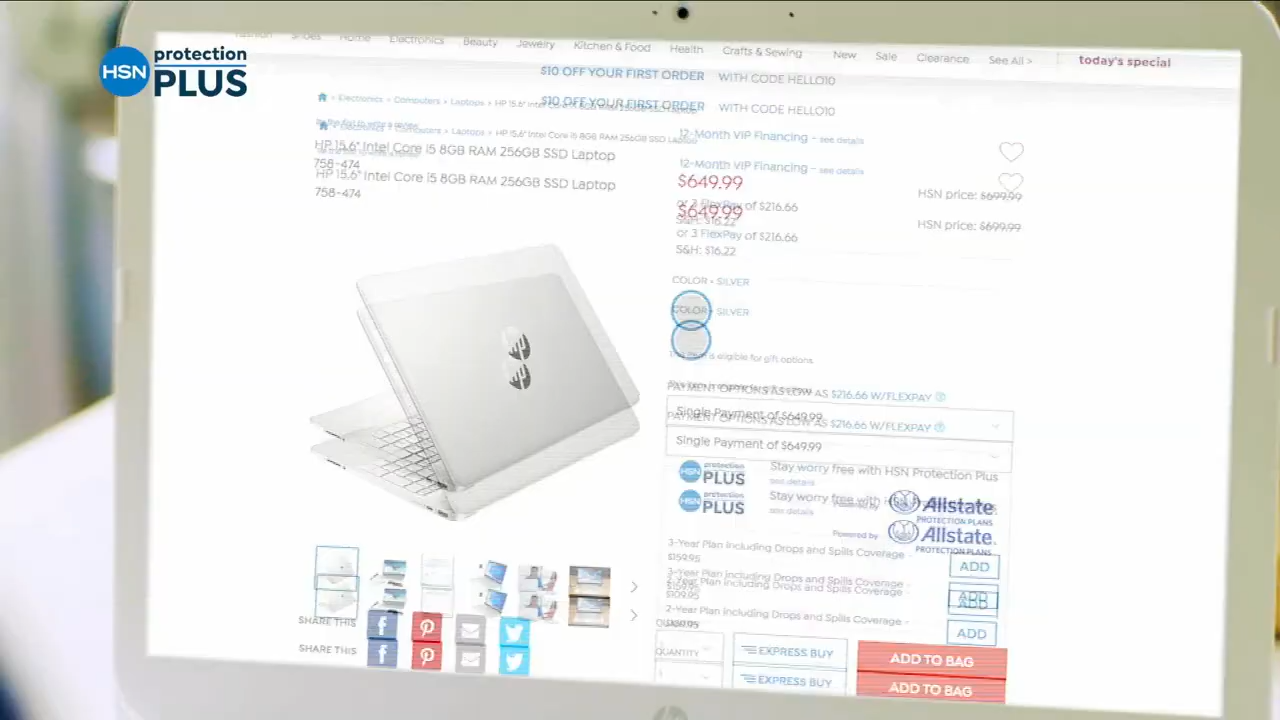 HSN protection PLUS
Fashion Shoes Home Electronics Beauty Jewelry Kitchen & Food Health Crafts & Sewing New Sale Clearance See All > today's special
$10 OFF YOUR FIRST ORDER WITH CODE HELLO10
$10 OFF YOUR FIRST ORDER WITH CODE HELLO10
Electronics > Computers > Laptops > HP 15.6" Intel Core i5 8GB RAM 256GB SSD Laptop
Be the first to write a review
Electronics > Computers > Laptops > HP 15.6" Intel Core i5 8GB RAM 256GB SSD Laptop
HP 15.6" Intel Core i5 8GB RAM 256GB SSD Laptop
758-474
HP 15.6" Intel Core i5 8GB RAM 256GB SSD Laptop
758-474
12-Month VIP Financing - see details
12-Month VIP Financing - see details
$649.99
HSN price: $699.99
or 3 FlexPay of $216.66
$649.99
S&H: $16.22
HSN price: $699.99
or 3 FlexPay of $216.66
S&H: $16.22
COLOR • SILVER
COLOR • SILVER
hp
hp
This item is eligible for gift options.
PAYMENT OPTIONS AS LOW AS $216.66 W/FLEXPAY
Single Payment of $649.99
PAYMENT OPTIONS AS LOW AS $216.66 W/FLEXPAY
Single Payment of $649.99
HSN protection PLUS Stay worry free with HSN Protection Plus
see details
HSN protection PLUS Stay worry free with
see details
Powered by Allstate PROTECTION PLANS
Powered by Allstate PROTECTION PLANS
3-Year Plan Including Drops and Spills Coverage -
$159.95
ADD
3-Year Plan Including Drops and Spills Coverage -
$159.95
ADD
2-Year Plan Including Drops and Spills Coverage -
$109.95
ADD
2-Year Plan Including Drops and Spills Coverage -
ADD
SHARE THIS
SHARE THIS
QUANTITY
EXPRESS BUY
ADD TO BAG
EXPRESS BUY
ADD TO BAG